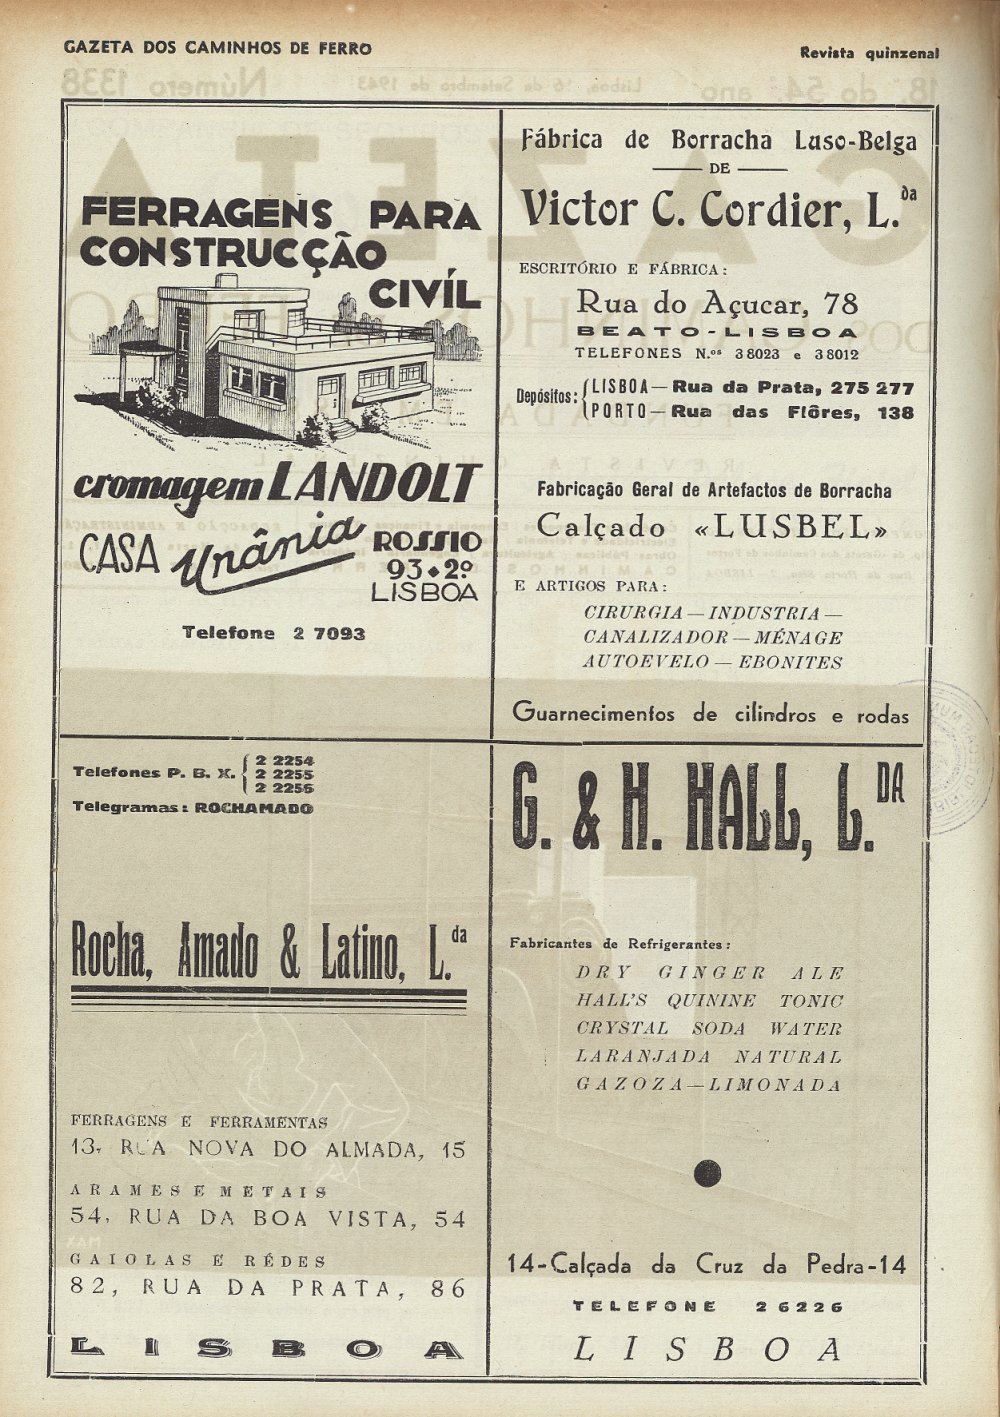 GAZETA DOS CAMINHOS DE FERRO
Revista quinzenal
FERRAGENS PARA
CONSTRUCÇÃO
CIVÍL
cromagem LANDOLT
CASA Urânia ROSSIO
93 • 2.º
LISBOA
Telefone 2 7093
Fábrica de Borracha Luso-Belga
DE
Victor C. Cordier, L.da
ESCRITÓRIO E FÁBRICA:
Rua do Açucar, 78
BEATO-LISBOA
TELEFONES N.os 38023 e 38012
Depósitos: { LISBOA — Rua da Prata, 275 277
PORTO — Rua das Flôres, 138
Fabricação Geral de Artefactos de Borracha
Calçado «LUSBEL»
E ARTIGOS PARA:
CIRURGIA — INDUSTRIA —
CANALIZADOR — MÉNAGE
AUTOEVELO — EBONITES
Guarnecimentos de cilindros e rodas
Telefones P. B. X. { 2 2254
2 2255
2 2256
Telegramas: ROCHAMADO
Rocha, Amado & Latino, L.da
FERRAGENS E FERRAMENTAS
13, RUA NOVA DO ALMADA, 15
ARAMES E METAIS
54, RUA DA BOA VISTA, 54
GAIOLAS E RÉDES
82, RUA DA PRATA, 86
LISBOA
G. & H. HALL, L.DA
Fabricantes de Refrigerantes:
DRY GINGER ALE
HALL'S QUININE TONIC
CRYSTAL SODA WATER
LARANJADA NATURAL
GAZOZA—LIMONADA
14-Calçada da Cruz da Pedra-14
TELEFONE 26226
LISBOA